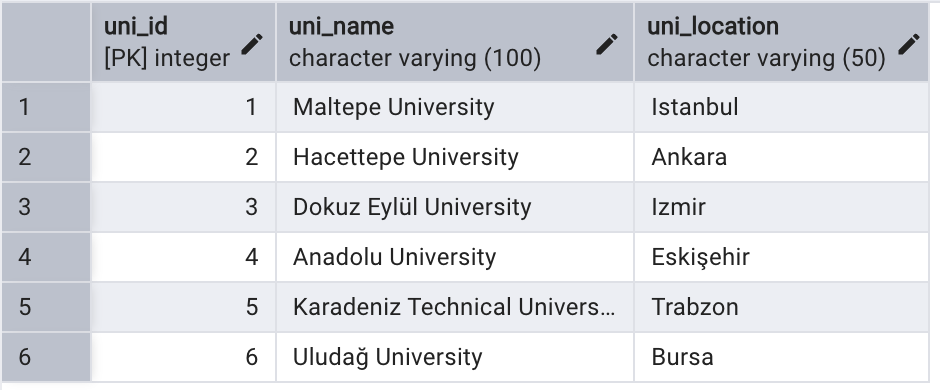 uni_id uni_name uni_location
[PK] integer character varying (100) character varying (50)
1 1 Maltepe University Istanbul
2 2 Hacettepe University Ankara
3 3 Dokuz Eylül University Izmir
4 4 Anadolu University Eskişehir
5 5 Karadeniz Technical Univers... Trabzon
6 6 Uludağ University Bursa